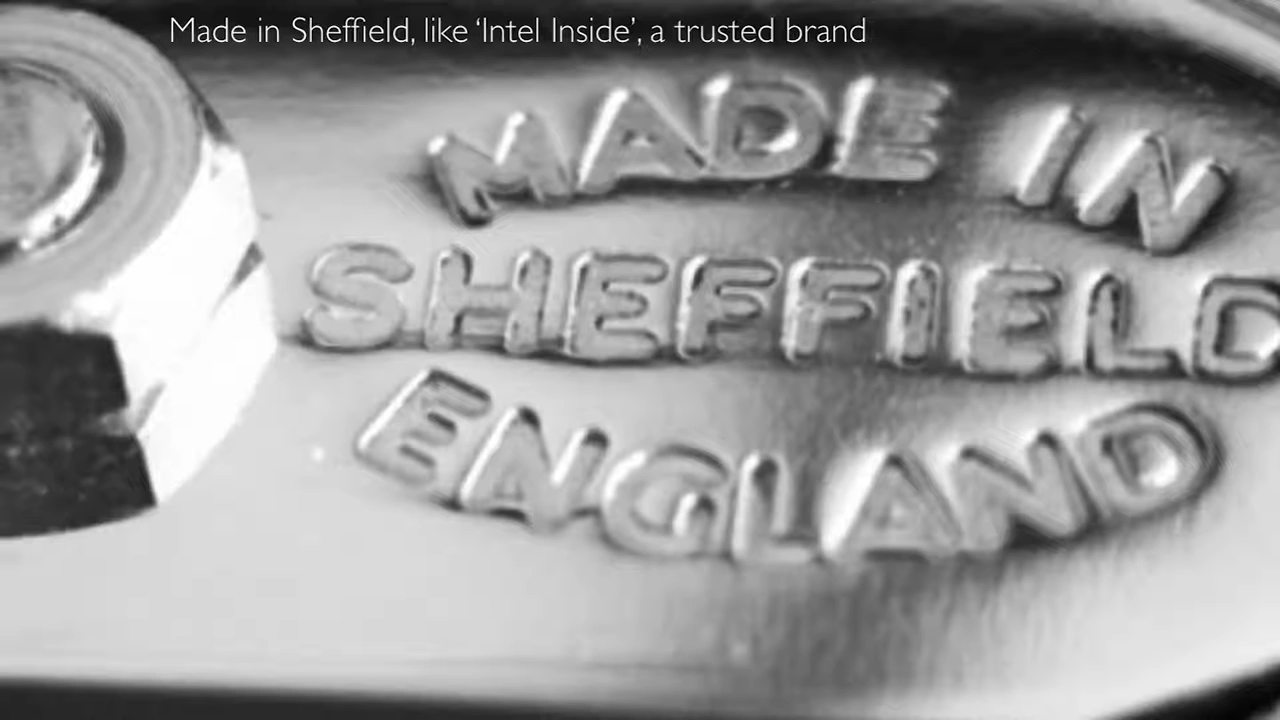 Made in Sheffield, like ‘Intel Inside’, a trusted brand
MADE IN
SHEFFIELD
ENGLAND